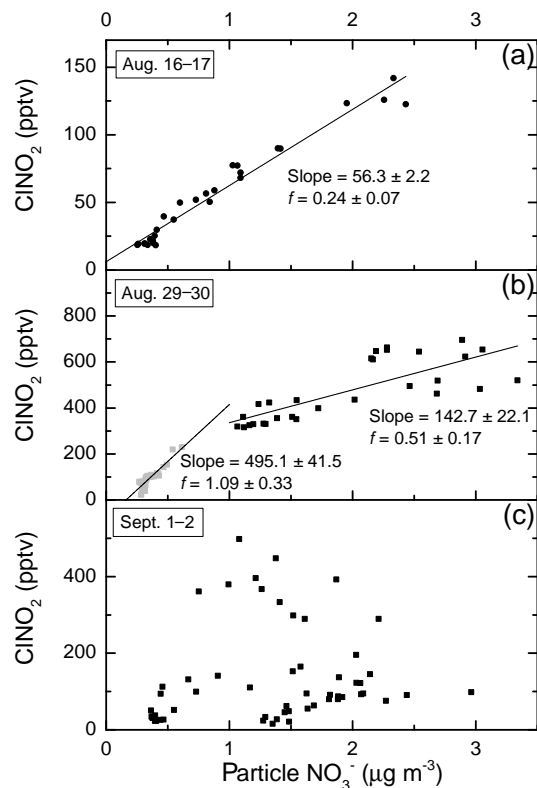 0 1 2 3
(a)
Aug. 16–17
ClNO2 (pptv)
150
100
50
0
Slope = 56.3 ± 2.2
f = 0.24 ± 0.07
(b)
Aug. 29–30
ClNO2 (pptv)
800
600
400
200
0
Slope = 142.7 ± 22.1
f = 0.51 ± 0.17
Slope = 495.1 ± 41.5
f = 1.09 ± 0.33
(c)
Sept. 1–2
ClNO2 (pptv)
400
200
0
0 1 2 3
Particle NO3- (μg m-3)